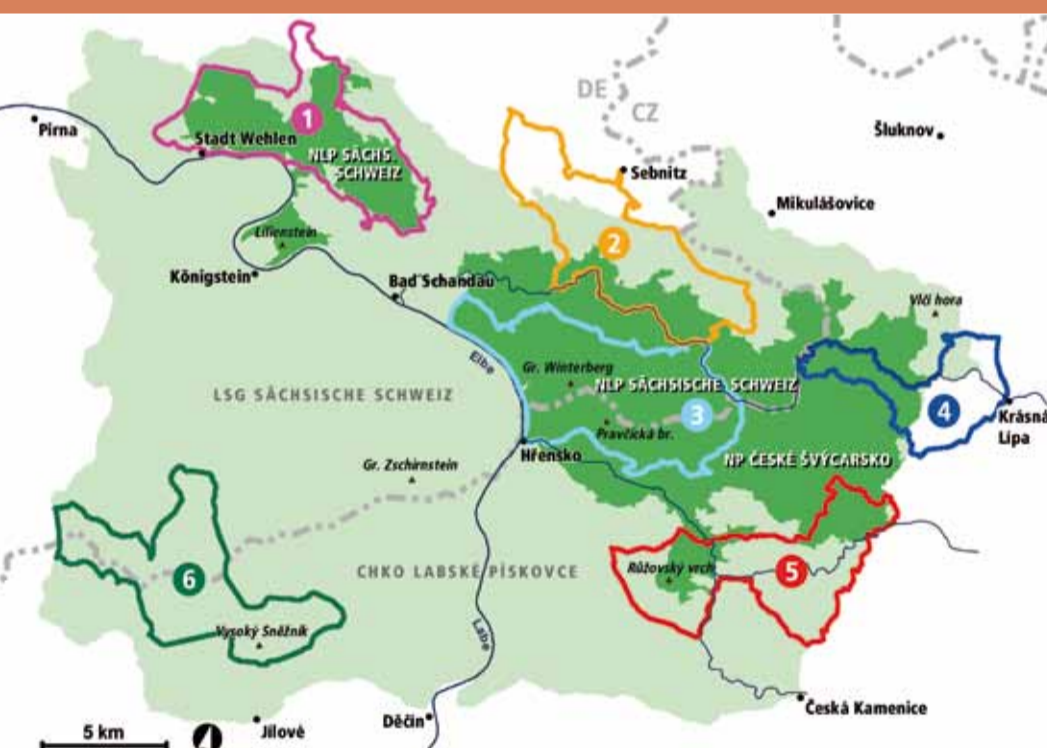 DE
CZ
Pirna
Šluknov
1
Stadt Wehlen
NLP SÄCHS.
SCHWEIZ
Sebnitz
Mikulášovice
Lilienstein
2
Königstein
Bad Schandau
Vlčí hora
Elbe
Gr. Winterberg
NLP SÄCHSISCHE SCHWEIZ
LSG SÄCHSISCHE SCHWEIZ
3
4
Krásná
Lípa
Pravčická br.
Hřensko
NP ČESKÉ ŠVÝCARSKO
Gr. Zschirnstein
6
CHKO LABSKÉ PÍSKOVCE
Růžovský vrch
5
Vysoký Sněžník
Labe
Česká Kamenice
5 km
Jílové
Děčín